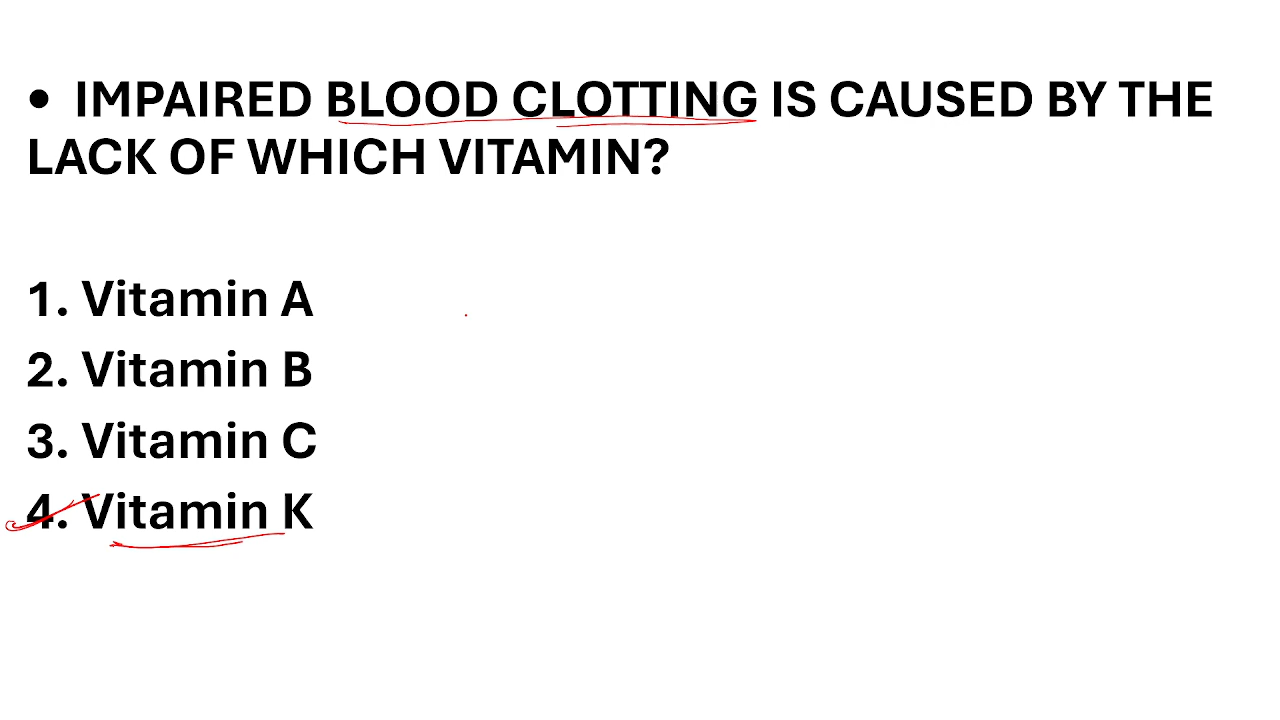 • IMPAIRED BLOOD CLOTTING IS CAUSED BY THE
LACK OF WHICH VITAMIN?
1. Vitamin A
2. Vitamin B
3. Vitamin C
4. Vitamin K